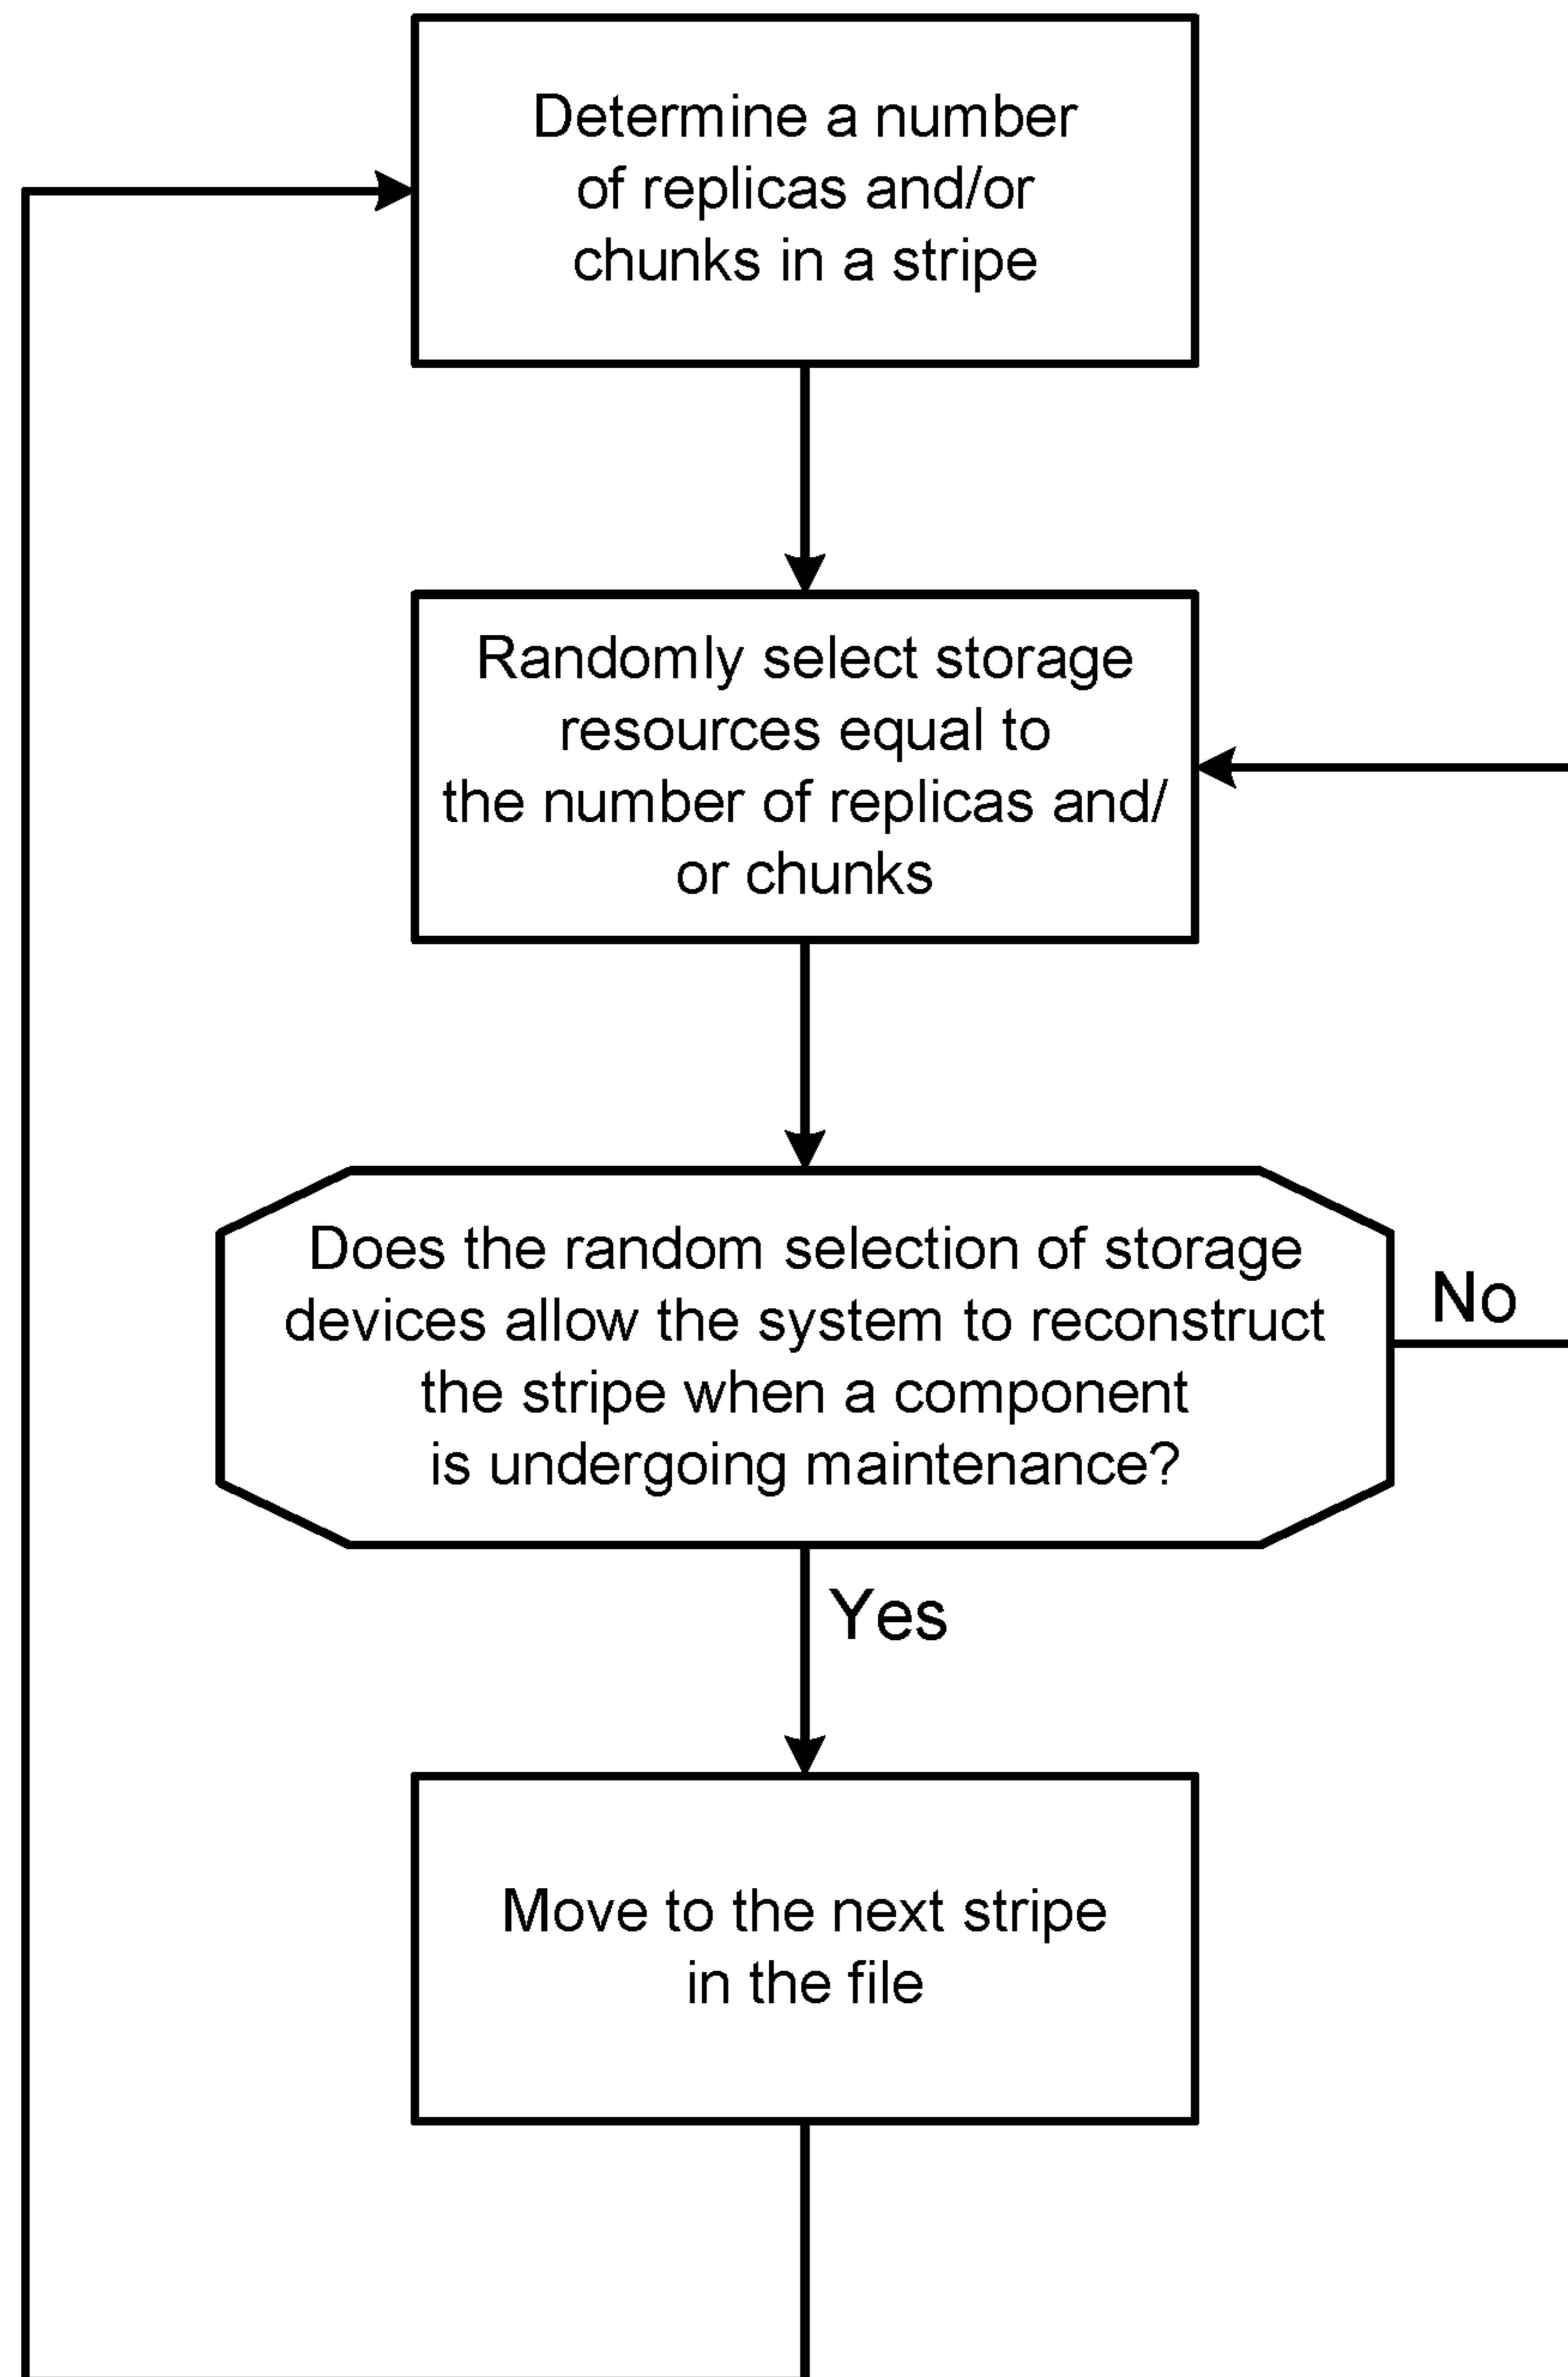 Determine a number
of replicas and/or
chunks in a stripe
Randomly select storage
resources equal to
the number of replicas and/
or chunks
Does the random selection of storage
devices allow the system to reconstruct
the stripe when a component
is undergoing maintenance?
No
Yes
Move to the next stripe
in the file